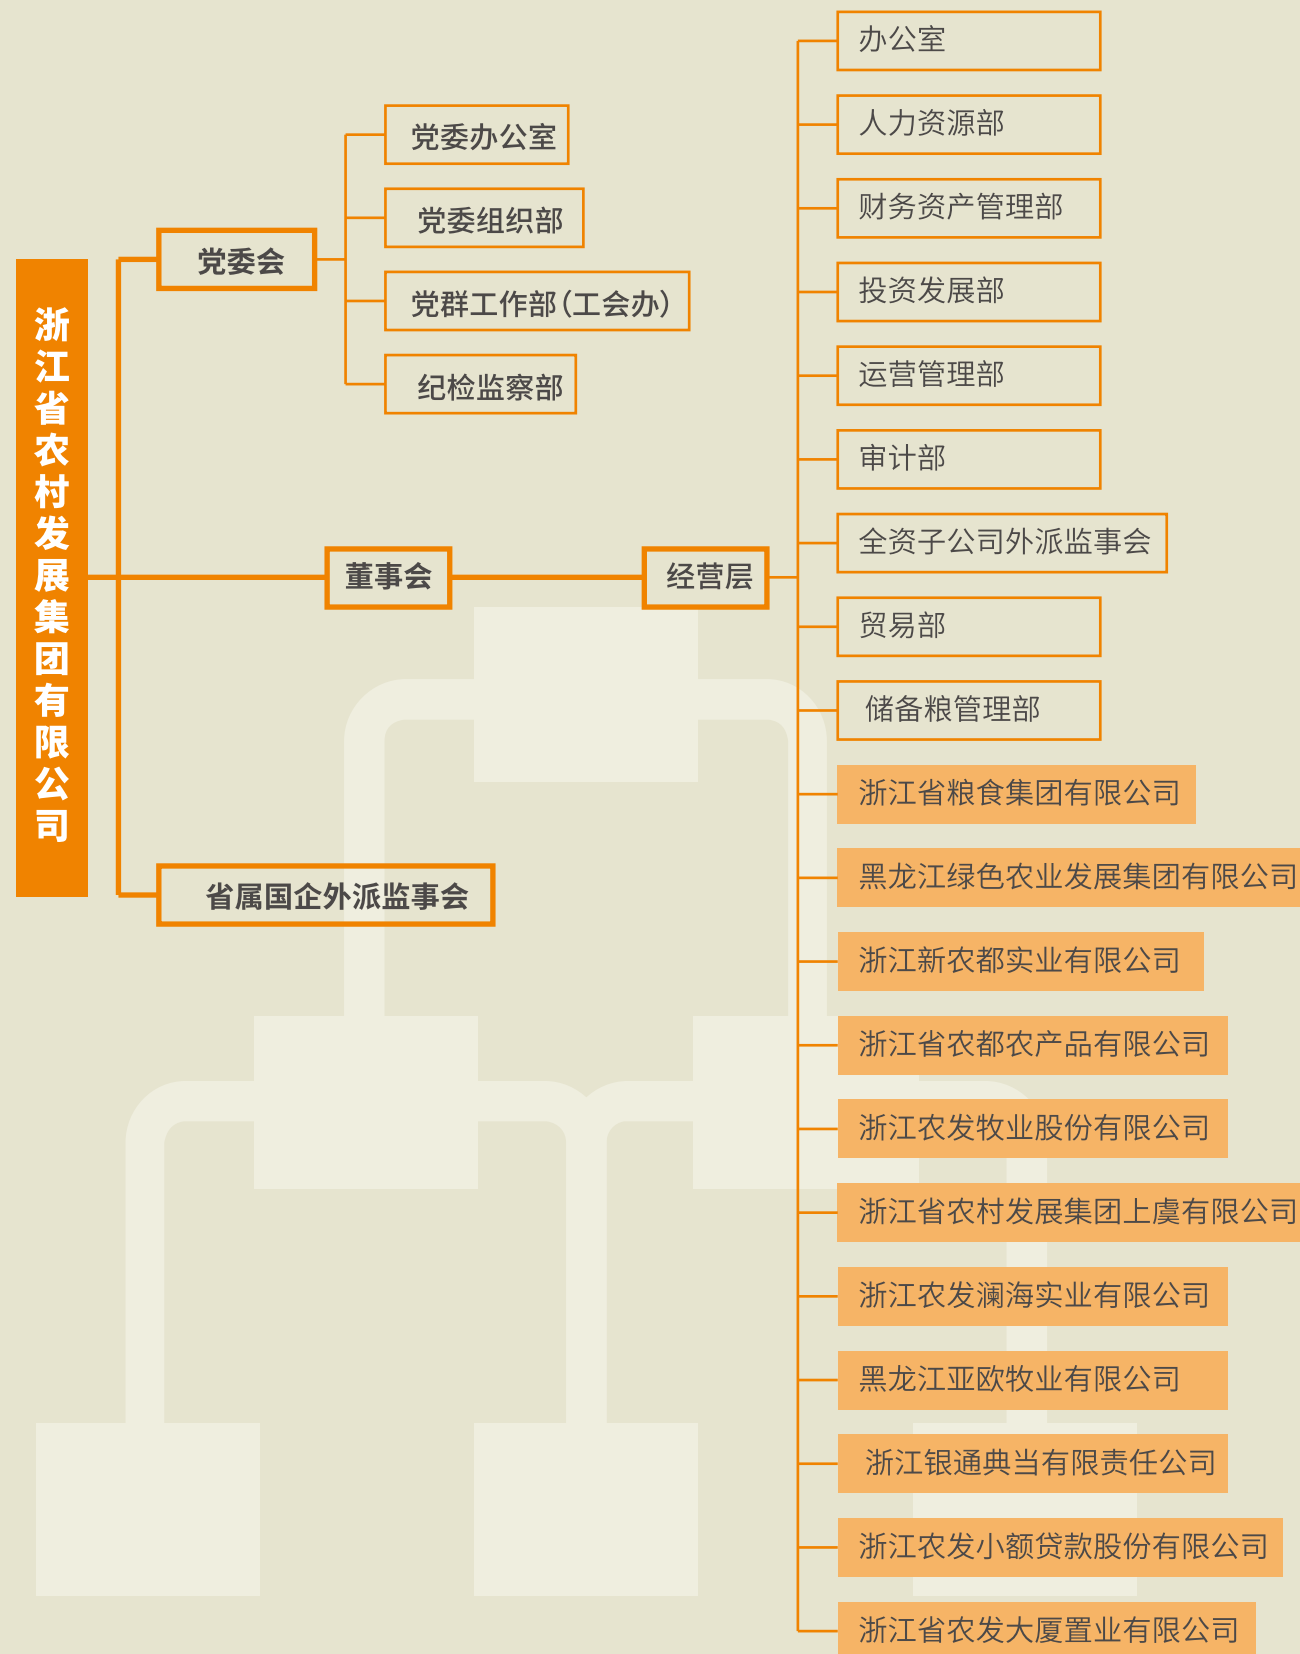 浙江省农村发展集团有限公司
党委会
党委办公室
党委组织部
党群工作部（工会办）
纪检监察部
董事会
经营层
省属国企外派监事会
办公室
人力资源部
财务资产管理部
投资发展部
运营管理部
审计部
全资子公司外派监事会
贸易部
储备粮管理部
浙江省粮食集团有限公司
黑龙江绿色农业发展集团有限公司
浙江新农都实业有限公司
浙江省农都农产品有限公司
浙江农发牧业股份有限公司
浙江省农村发展集团上虞有限公司
浙江农发澜海实业有限公司
黑龙江亚欧牧业有限公司
浙江银通典当有限责任公司
浙江农发小额贷款股份有限公司
浙江省农发大厦置业有限公司